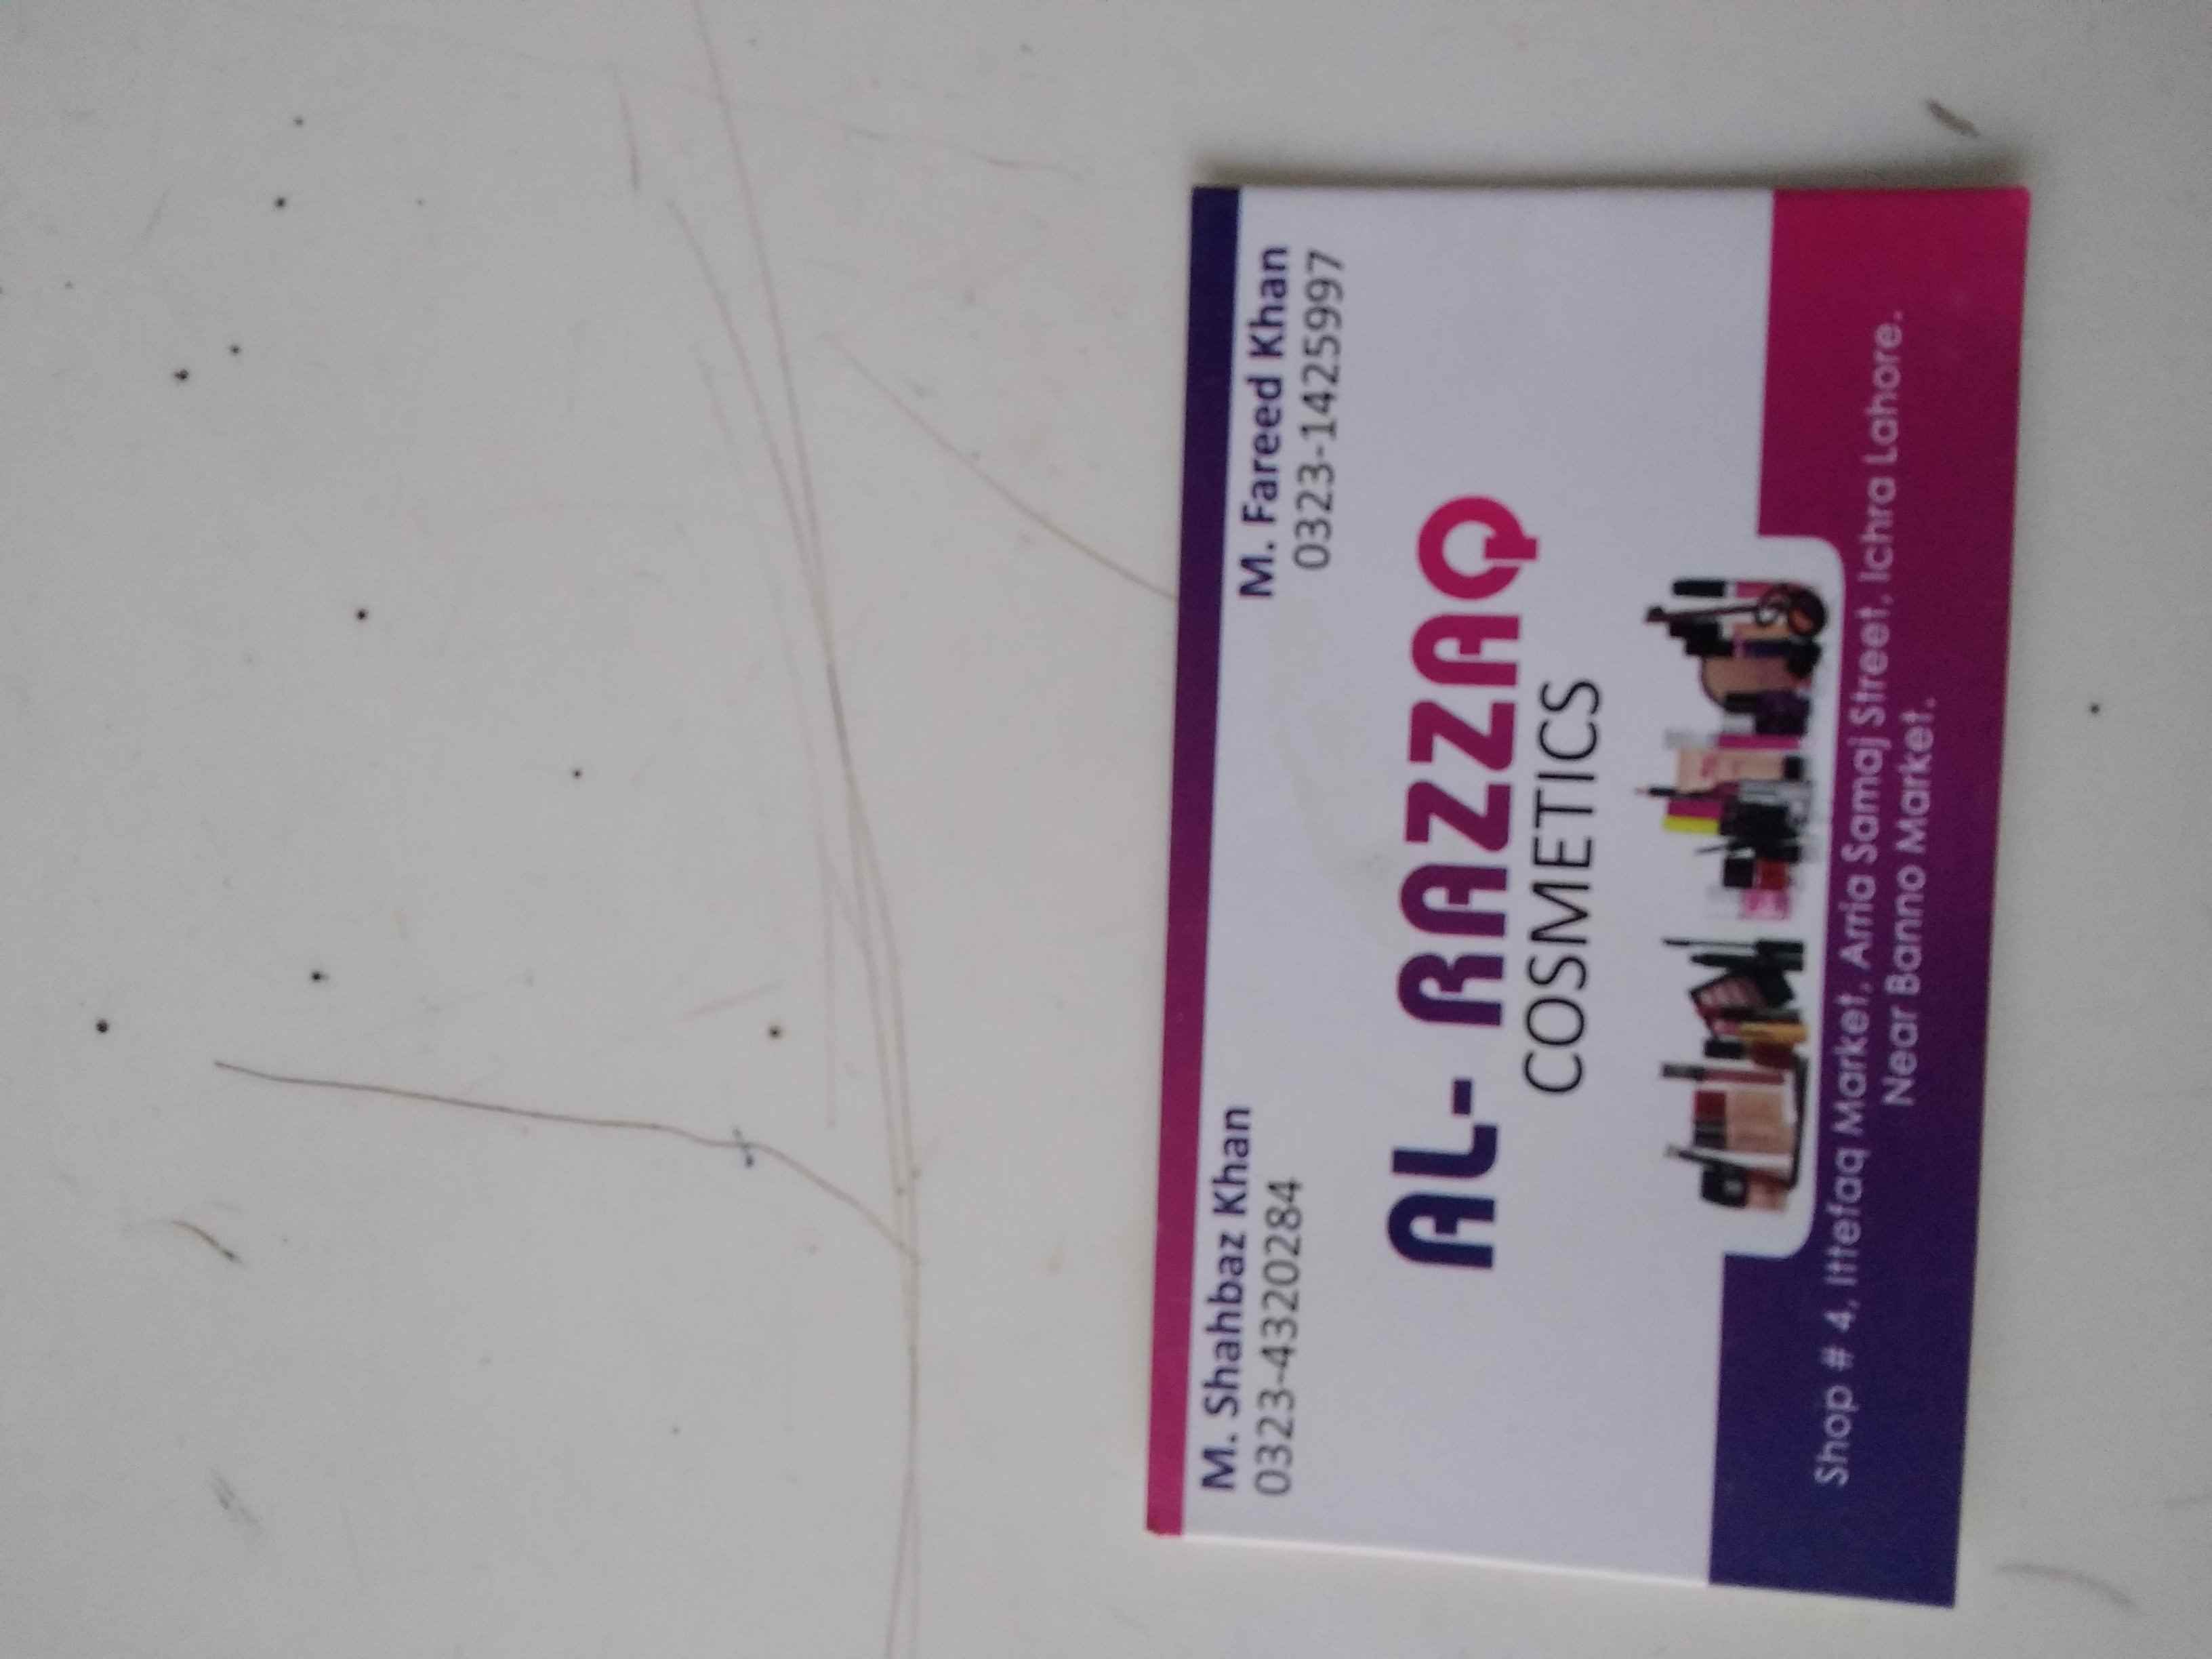 M. Shahbaz Khan
0323-4320284
M. Fareed Khan
0323-1425997
AL- RAZZAQ
COSMETICS
Shop # 4, Ittefaq Market, Arria Samaj Street, Ichra Lahore.
Near Banno Market.